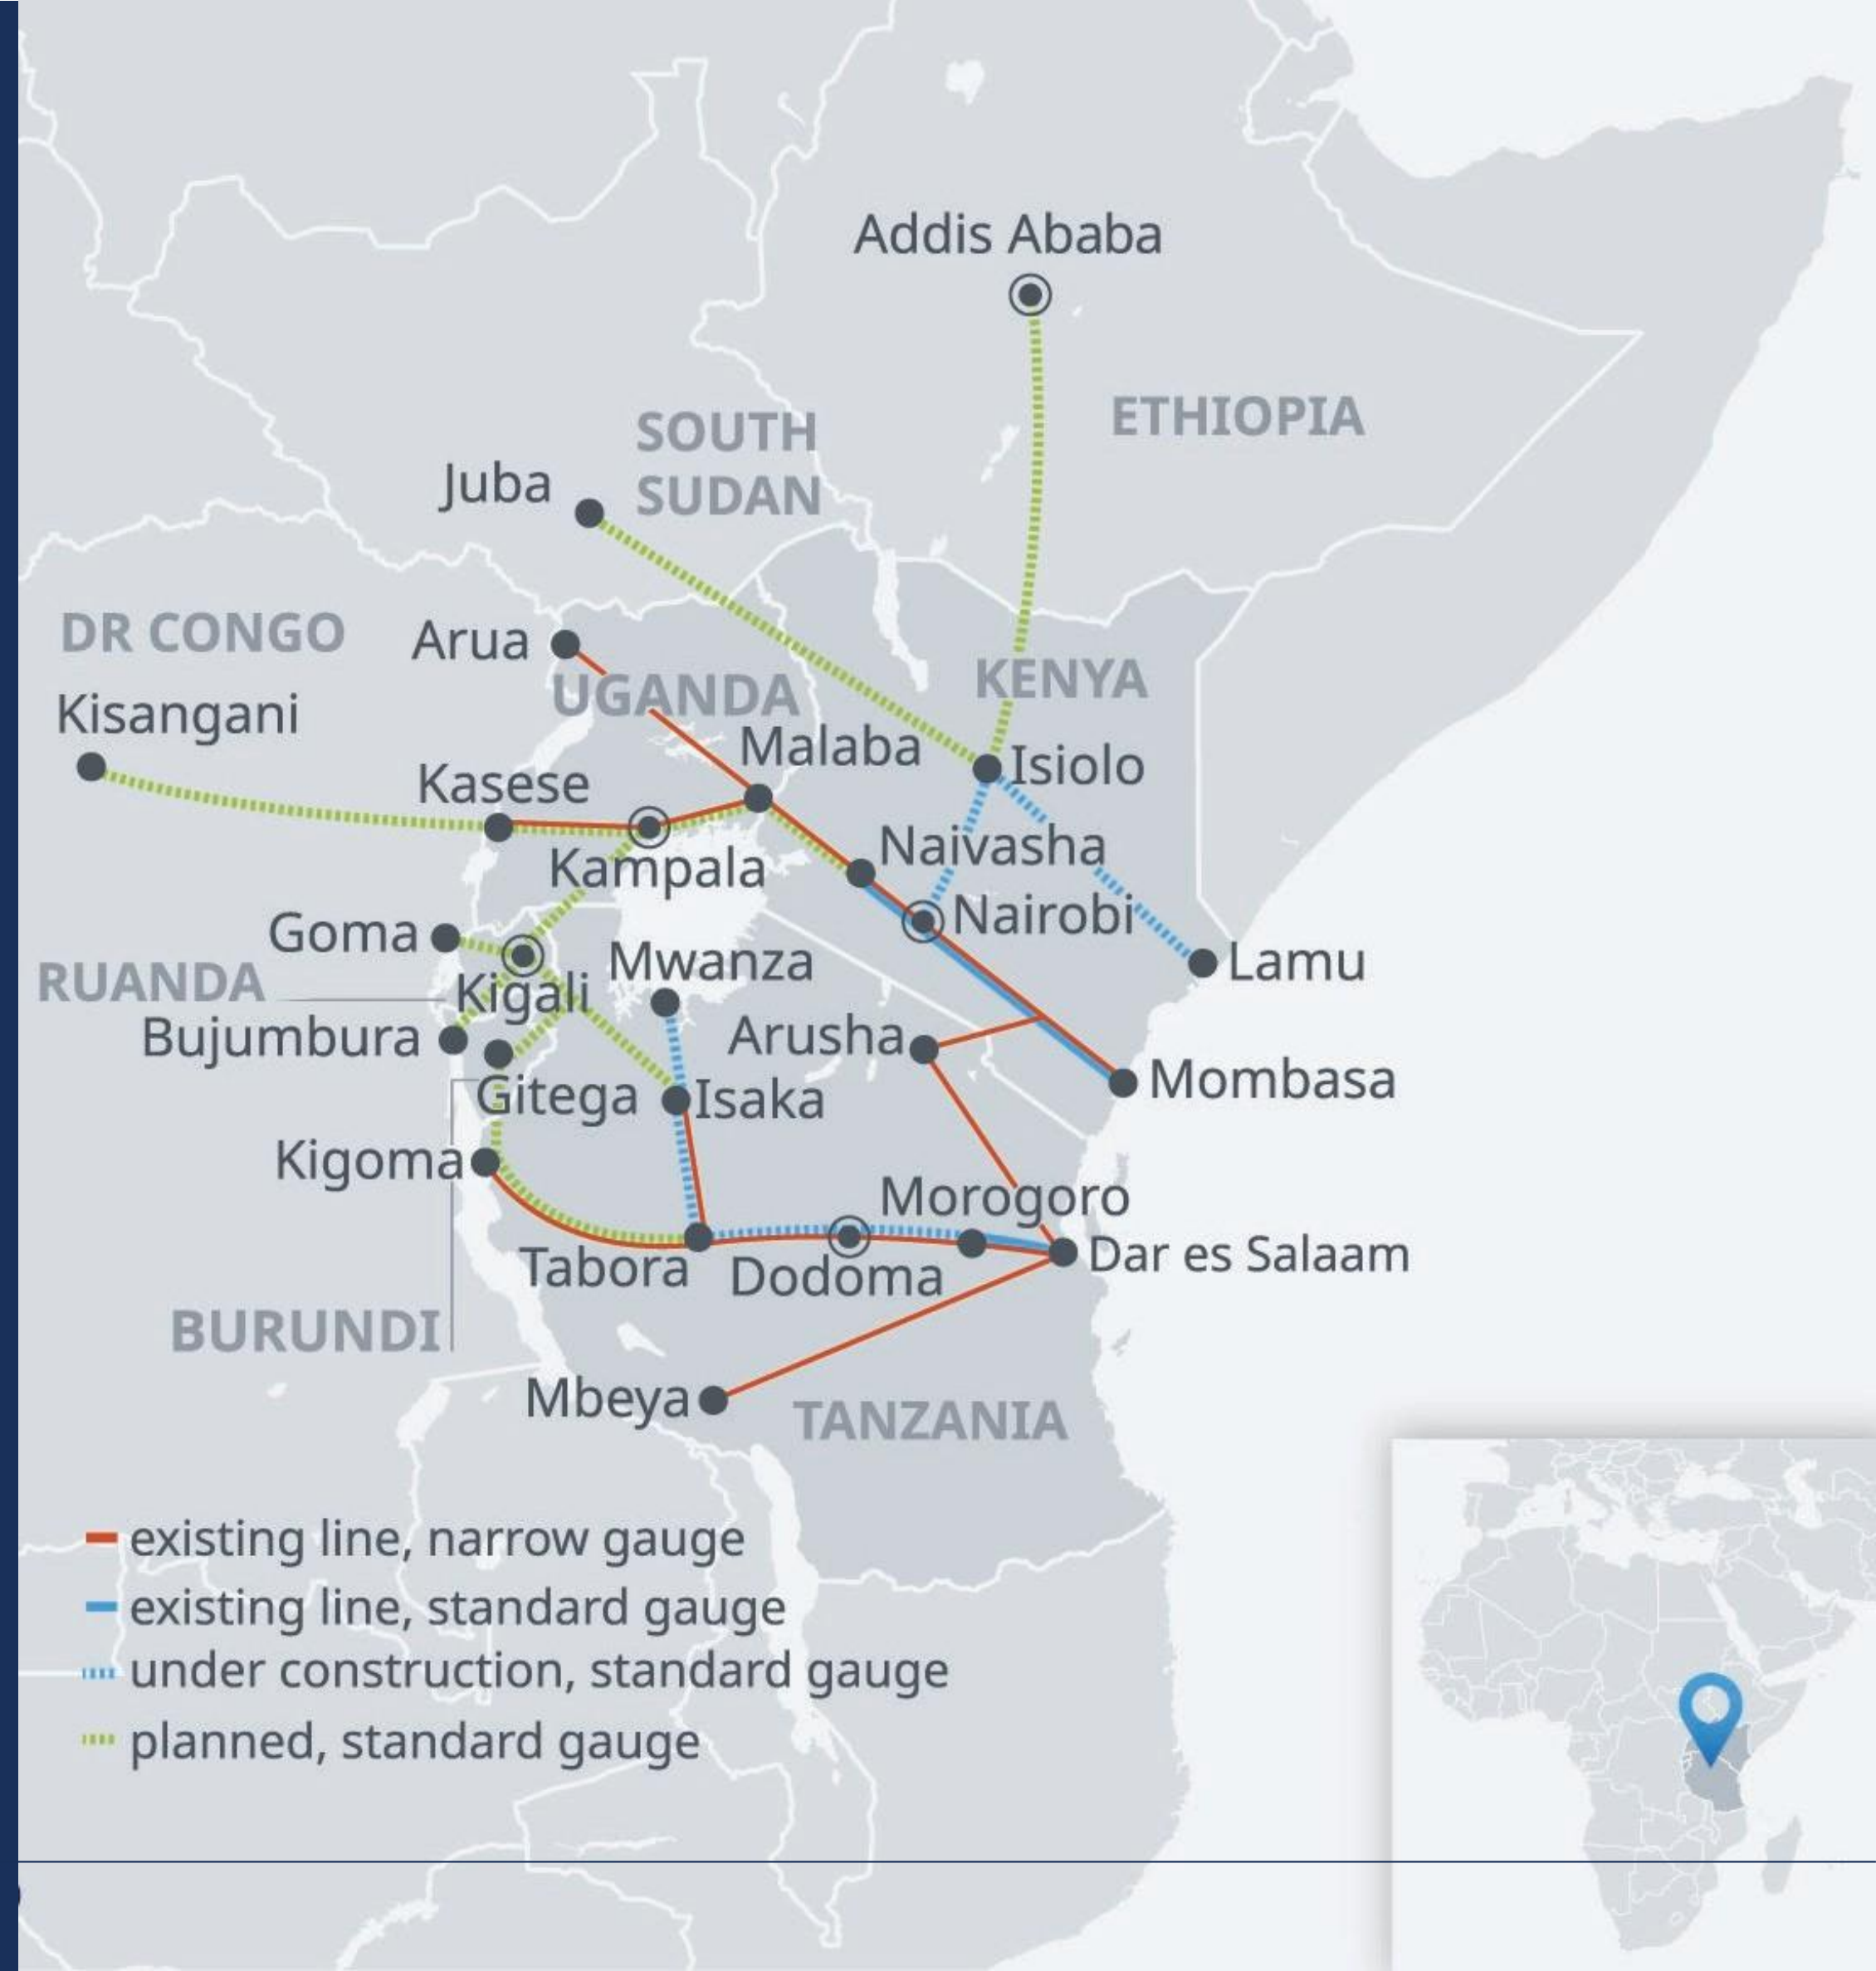 Addis Ababa
ETHIOPIA
SOUTH
SUDAN
Juba
DR CONGO
Arua
UGANDA
KENYA
Kisangani
Malaba
Isiolo
Kasese
Naivasha
Kampala
Nairobi
Goma
Mwanza
Lamu
RUANDA
Kigali
Bujumbura
Arusha
Mombasa
Gitega
Isaka
Kigoma
Morogoro
Tabora
Dodoma
Dar es Salaam
BURUNDI
Mbeya
TANZANIA
existing line, narrow gauge
existing line, standard gauge
under construction, standard gauge
planned, standard gauge